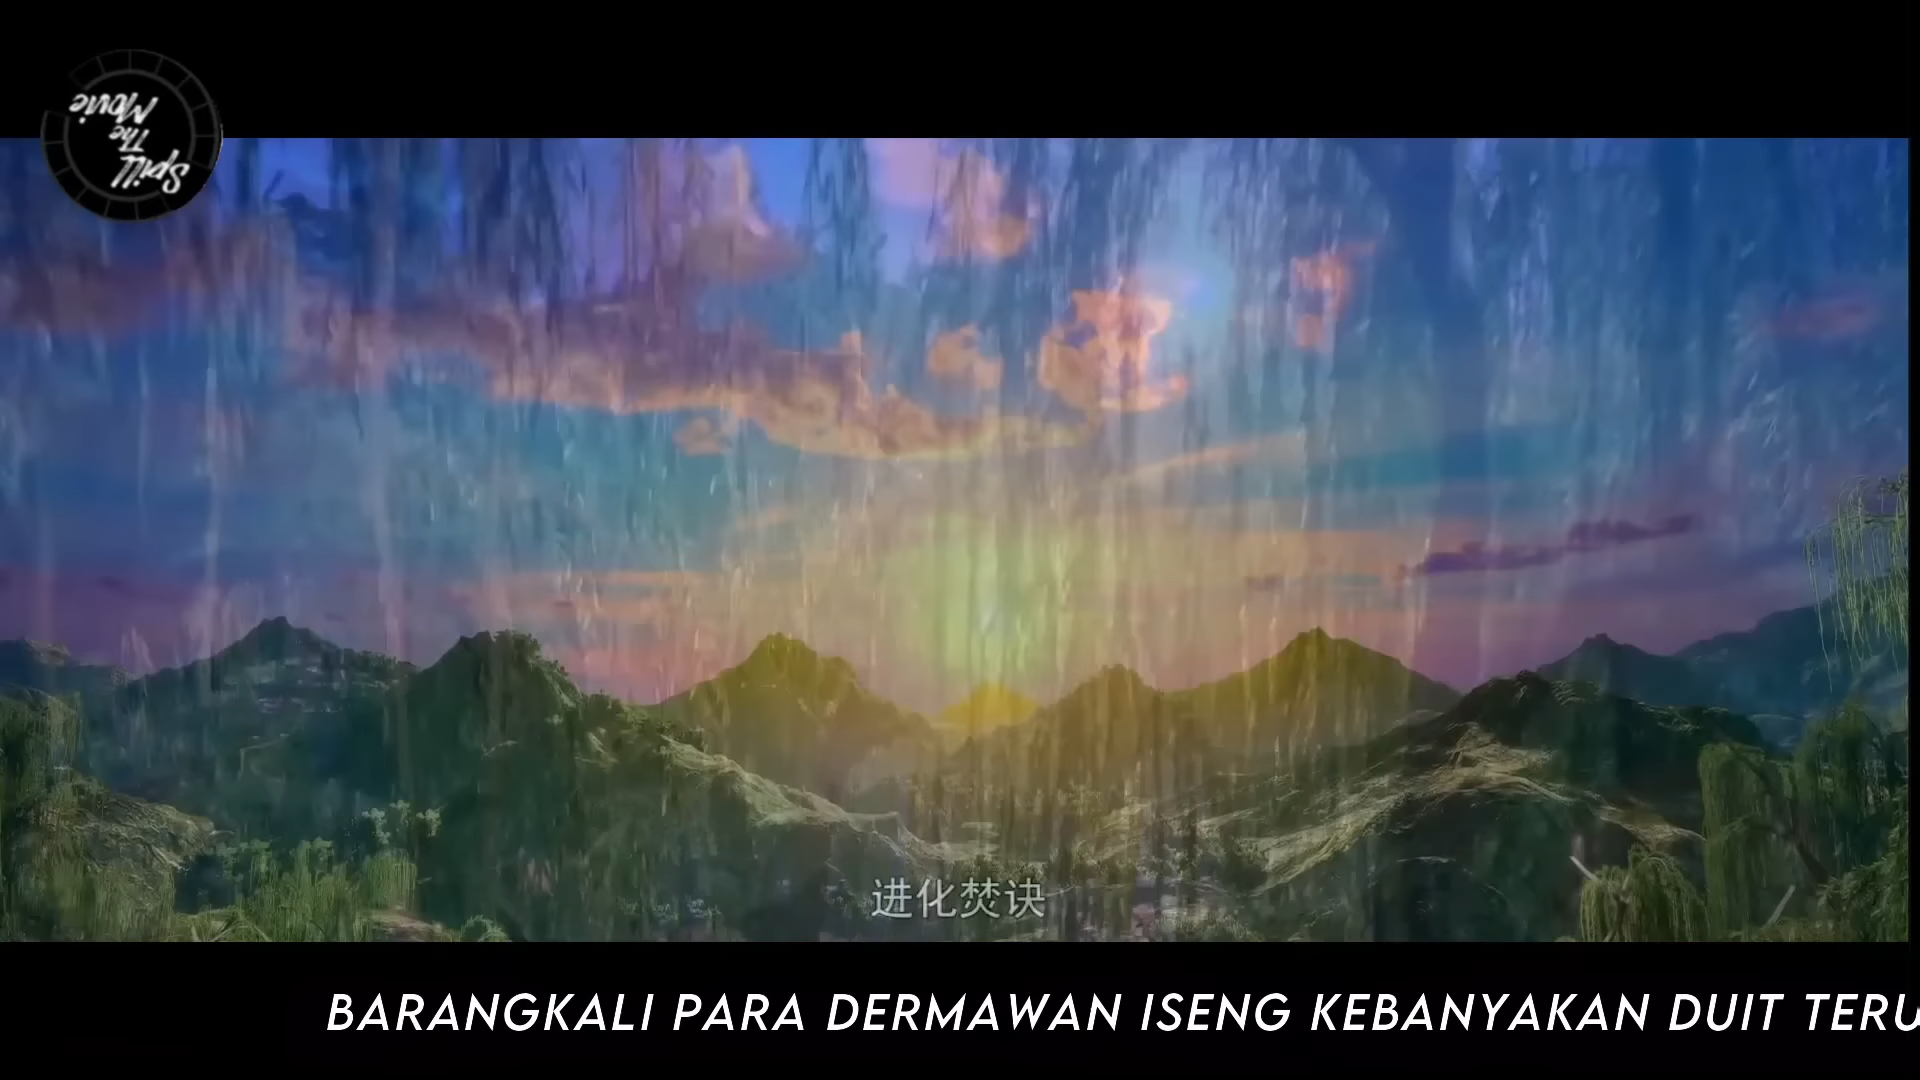 Spill
The
Movie
进化焚诀
BARANGKALI PARA DERMAWAN ISENG KEBANYAKAN DUIT TERU